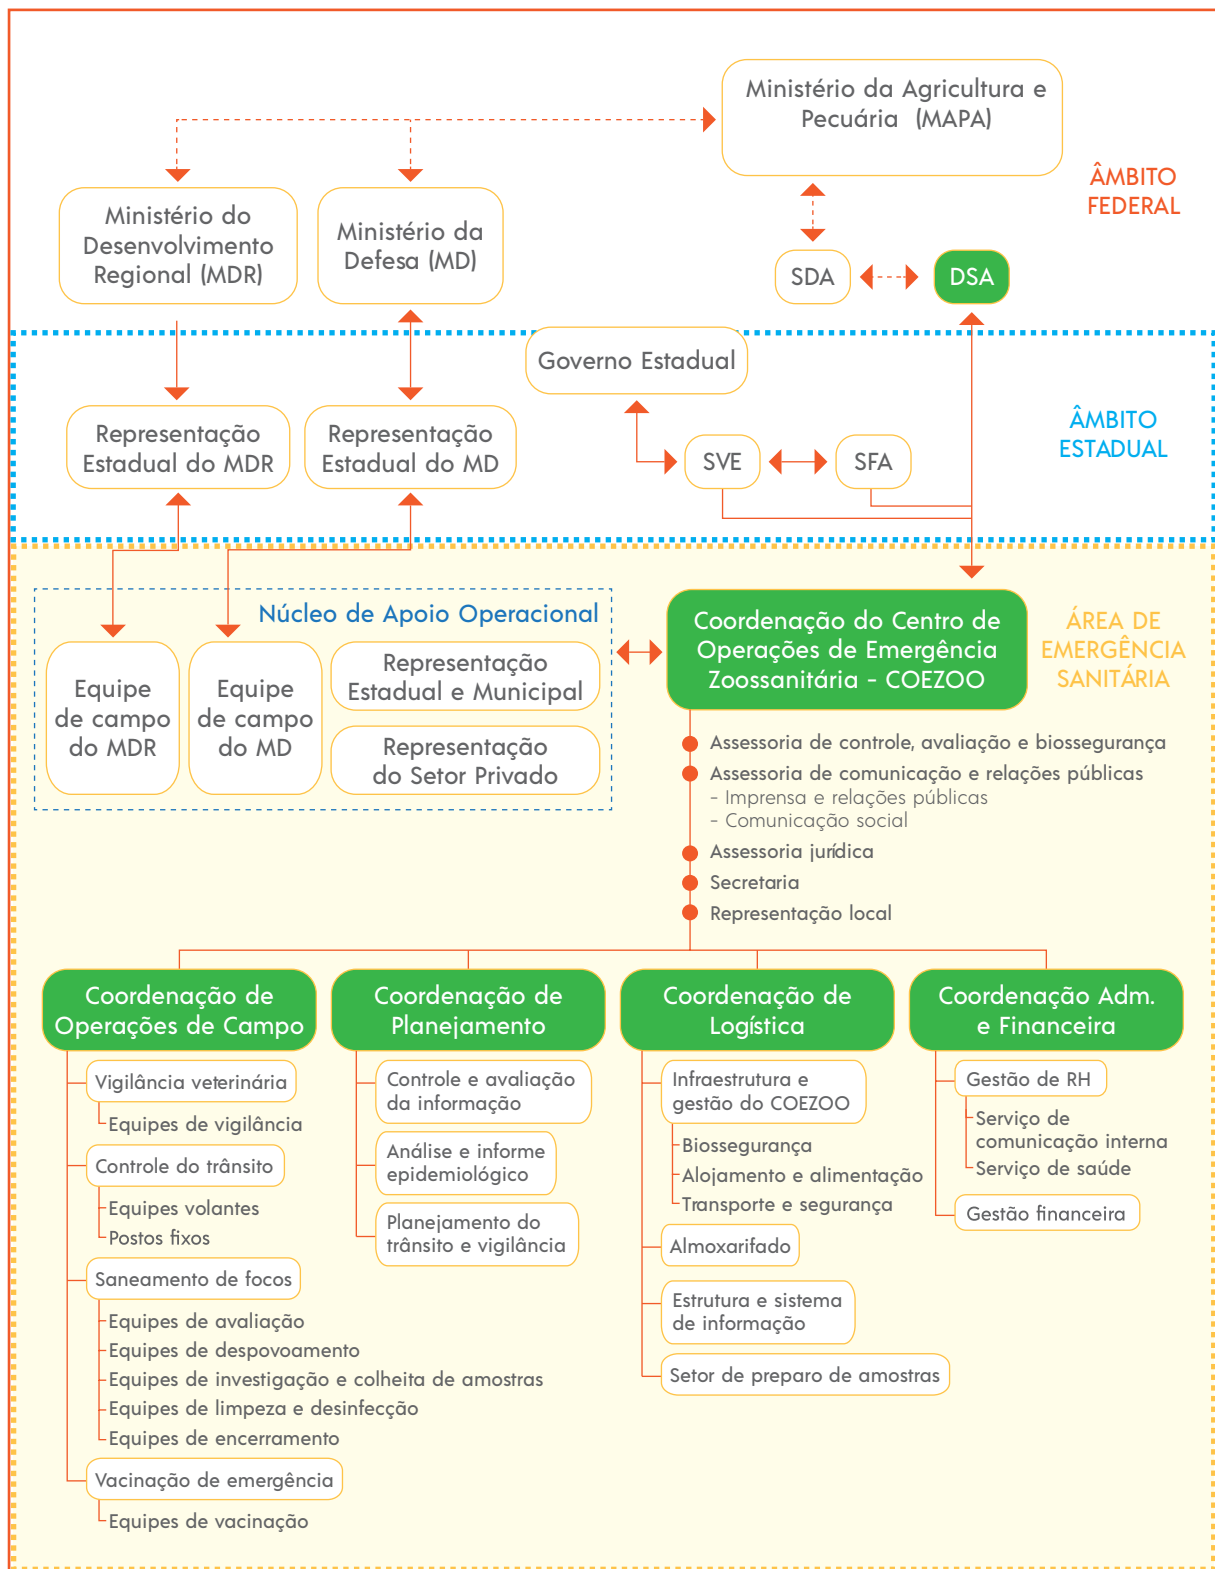 Ministério da Agricultura e
Pecuária (MAPA)
ÂMBITO
FEDERAL
Ministério do
Desenvolvimento
Regional (MDR)
Ministério da
Defesa (MD)
SDA
DSA
Governo Estadual
ÂMBITO
ESTADUAL
Representação
Estadual do MDR
Representação
Estadual do MD
SVE
SFA
Núcleo de Apoio Operacional
Equipe
de campo
do MDR
Equipe
de campo
do MD
Representação
Estadual e Municipal
Representação
do Setor Privado
Coordenação do Centro de
Operações de Emergência
Zoossanitária - COEZOO
ÁREA DE
EMERGÊNCIA
SANITÁRIA
Assessoria de controle, avaliação e biossegurança
Assessoria de comunicação e relações públicas
- Imprensa e relações públicas
- Comunicação social
Assessoria jurídica
Secretaria
Representação local
Coordenação de
Operações de Campo
Vigilância veterinária
Equipes de vigilância
Controle do trânsito
Equipes volantes
Postos fixos
Saneamento de focos
Equipes de avaliação
Equipes de despovoamento
Equipes de investigação e colheita de amostras
Equipes de limpeza e desinfecção
Equipes de encerramento
Vacinação de emergência
Equipes de vacinação
Coordenação de
Planejamento
Controle e avaliação
da informação
Análise e informe
epidemiológico
Planejamento do
trânsito e vigilância
Coordenação de
Logística
Infraestrutura e
gestão do COEZOO
Biossegurança
Alojamento e alimentação
Transporte e segurança
Almoxarifado
Estrutura e sistema
de informação
Setor de preparo de amostras
Coordenação Adm.
e Financeira
Gestão de RH
Serviço de
comunicação interna
Serviço de saúde
Gestão financeira